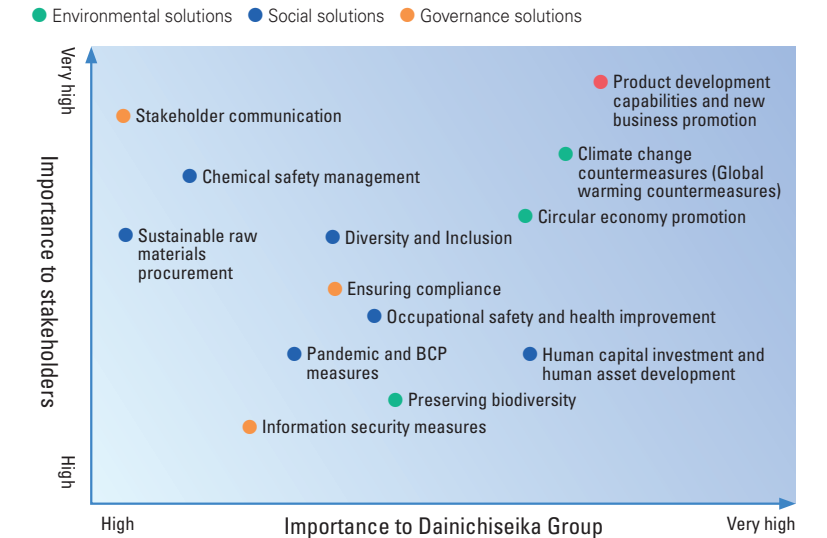 Environmental solutions Social solutions Governance solutions
Very high
Product development
capabilities and new
business promotion
Stakeholder communication
Climate change
countermeasures (Global
warming countermeasures)
Chemical safety management
Circular economy promotion
Sustainable raw
materials
procurement
Diversity and Inclusion
Importance to stakeholders
Ensuring compliance
Occupational safety and health improvement
Pandemic and BCP
measures
Human capital investment and
human asset development
Preserving biodiversity
Information security measures
High
High
Importance to Dainichiseika Group
Very high